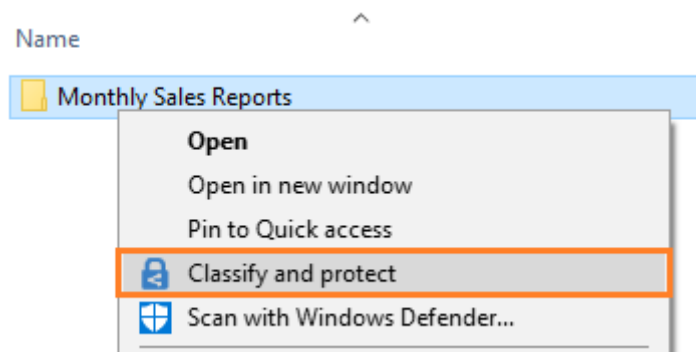 Name
Monthly Sales Reports
Open
Open in new window
Pin to Quick access
Classify and protect
Scan with Windows Defender...